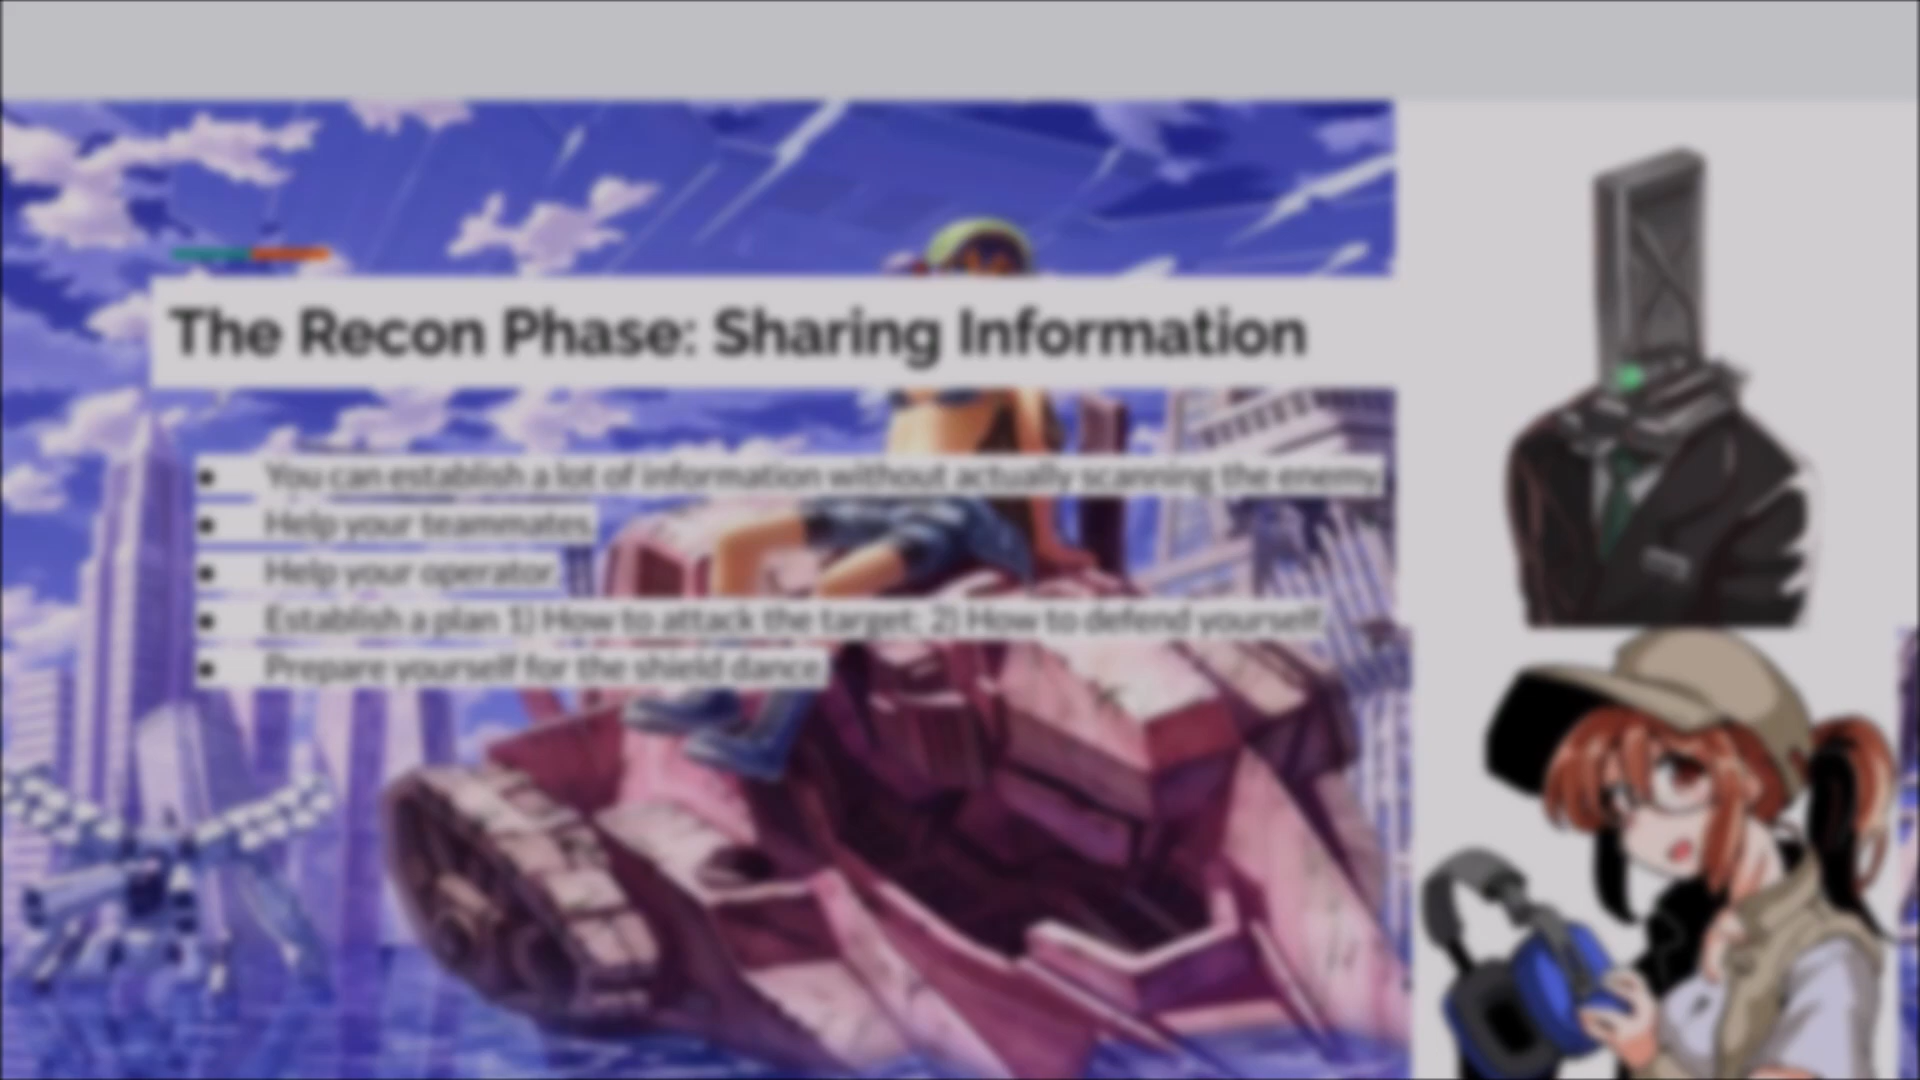 The Recon Phase: Sharing Information
● You can establish a lot of information without actually scanning the enemy.
● Help your teammates.
● Help your operator.
● Establish a plan 1) How to attack the target; 2) How to defend yourself.
● Prepare yourself for the shield dance.